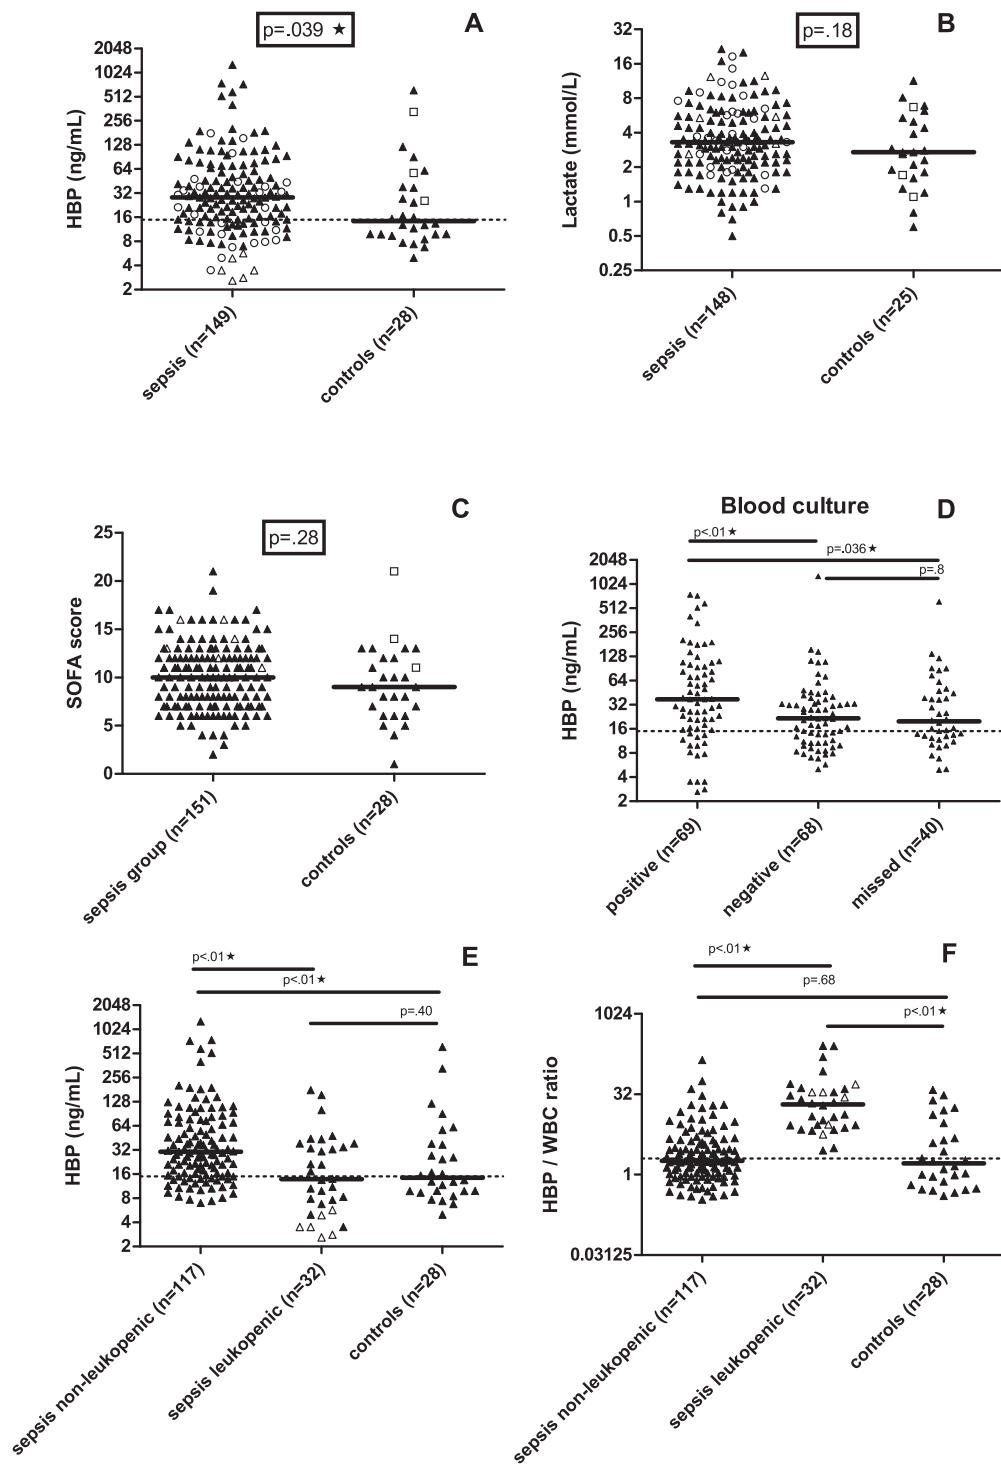 A
p=.039 ★
HBP (ng/mL)
2048
1024
512
256
128
64
32
16
8
4
2
sepsis (n=149)
controls (n=28)
B
p=.18
Lactate (mmol/L)
32
16
8
4
2
1
0.5
0.25
sepsis (n=148)
controls (n=25)
C
p=.28
SOFA score
25
20
15
10
5
0
sepsis group (n=151)
controls (n=28)
Blood culture
D
p<.01 ★
p=.036 ★
p=.8
HBP (ng/mL)
2048
1024
512
256
128
64
32
16
8
4
2
positive (n=69)
negative (n=68)
missed (n=40)
E
p<.01 ★
p<.01 ★
p=.40
HBP (ng/mL)
2048
1024
512
256
128
64
32
16
8
4
2
sepsis non-leukopenic (n=117)
sepsis leukopenic (n=32)
controls (n=28)
F
p<.01 ★
p=.68
p<.01 ★
HBP / WBC ratio
1024
32
1
0.03125
sepsis non-leukopenic (n=117)
sepsis leukopenic (n=32)
controls (n=28)